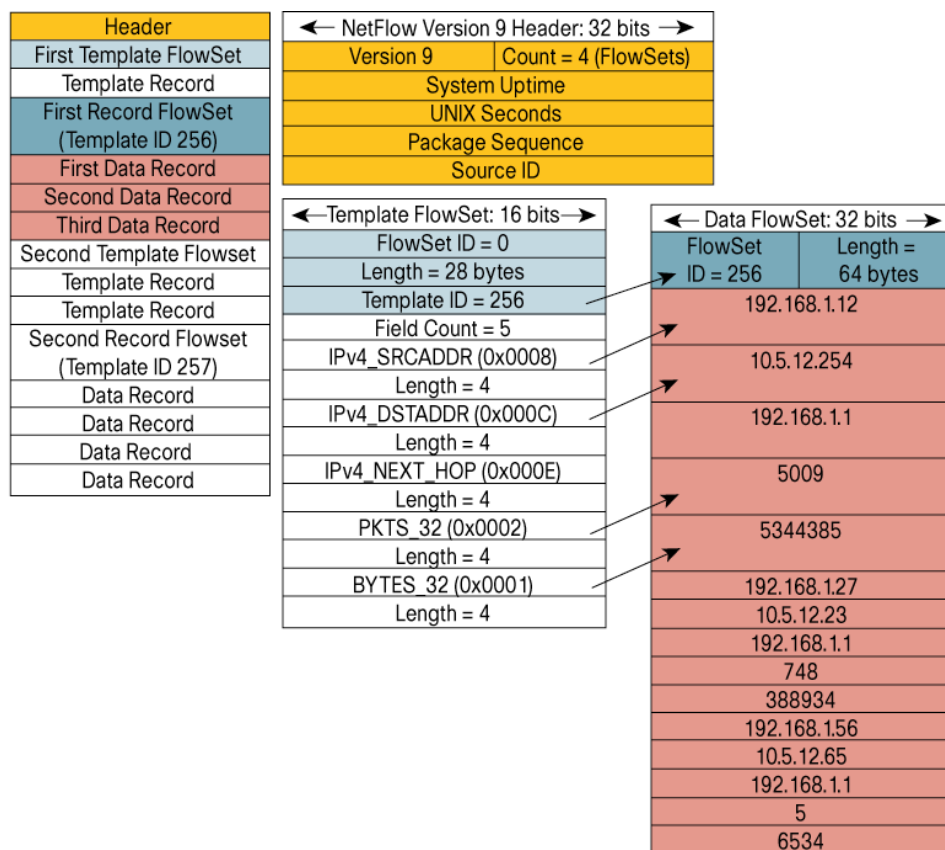 Header
First Template FlowSet
Template Record
First Record FlowSet
(Template ID 256)
First Data Record
Second Data Record
Third Data Record
Second Template Flowset
Template Record
Template Record
Second Record Flowset
(Template ID 257)
Data Record
Data Record
Data Record
Data Record
NetFlow Version 9 Header: 32 bits
Version 9 Count = 4 (FlowSets)
System Uptime
UNIX Seconds
Package Sequence
Source ID
Template FlowSet: 16 bits
FlowSet ID = 0
Length = 28 bytes
Template ID = 256
Field Count = 5
IPv4_SRCADDR (0x0008)
Length = 4
IPv4_DSTADDR (0x000C)
Length = 4
IPv4_NEXT_HOP (0x000E)
Length = 4
PKTS_32 (0x0002)
Length = 4
BYTES_32 (0x0001)
Length = 4
Data FlowSet: 32 bits
FlowSet
ID = 256
Length =
64 bytes
192.168.1.12
10.5.12.254
192.168.1.1
5009
5344385
192.168.1.27
10.5.12.23
192.168.1.1
748
388934
192.168.1.56
10.5.12.65
192.168.1.1
5
6534